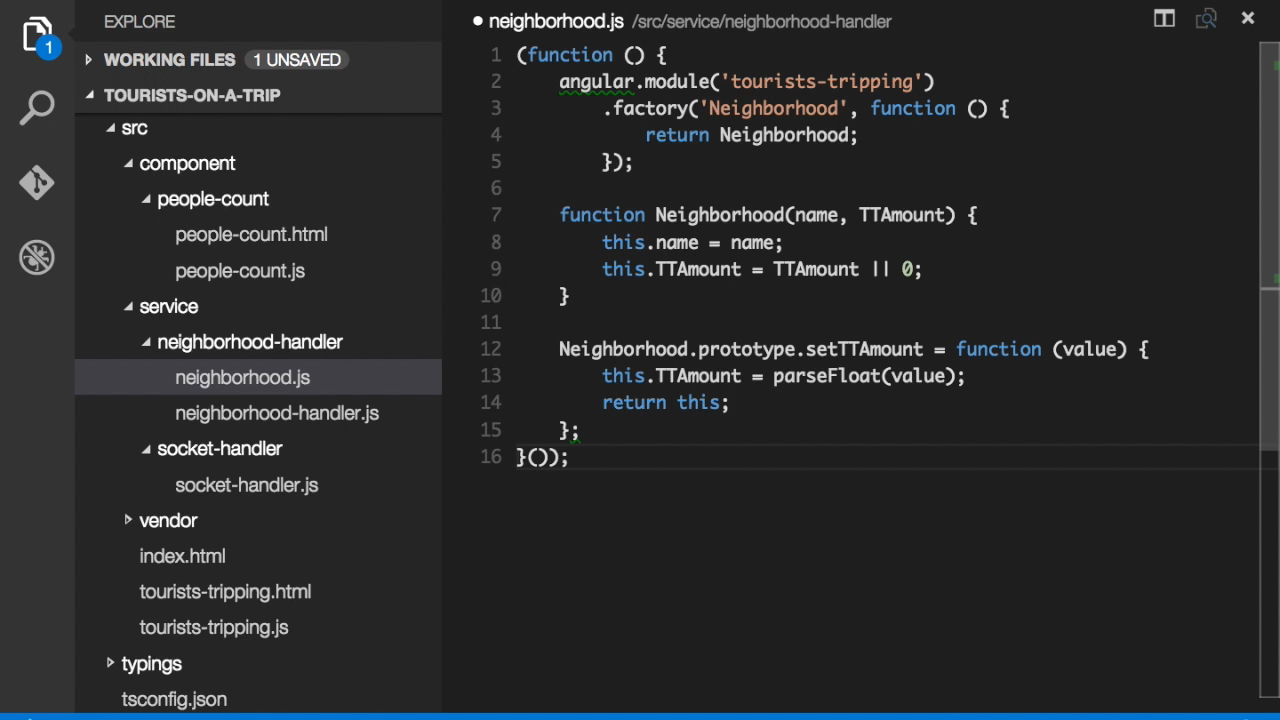 EXPLORE
1
WORKING FILES 1 UNSAVED
TOURISTS-ON-A-TRIP
src
component
people-count
people-count.html
people-count.js
service
neighborhood-handler
neighborhood.js
neighborhood-handler.js
socket-handler
socket-handler.js
vendor
index.html
tourists-tripping.html
tourists-tripping.js
typings
tsconfig.json
neighborhood.js /src/service/neighborhood-handler
1 (function () {
2 angular.module('tourists-tripping')
3 .factory('Neighborhood', function () {
4 return Neighborhood;
5 });
6
7 function Neighborhood(name, TTAmount) {
8 this.name = name;
9 this.TTAmount = TTAmount || 0;
10 }
11
12 Neighborhood.prototype.setTTAmount = function (value) {
13 this.TTAmount = parseFloat(value);
14 return this;
15 };
16 }());